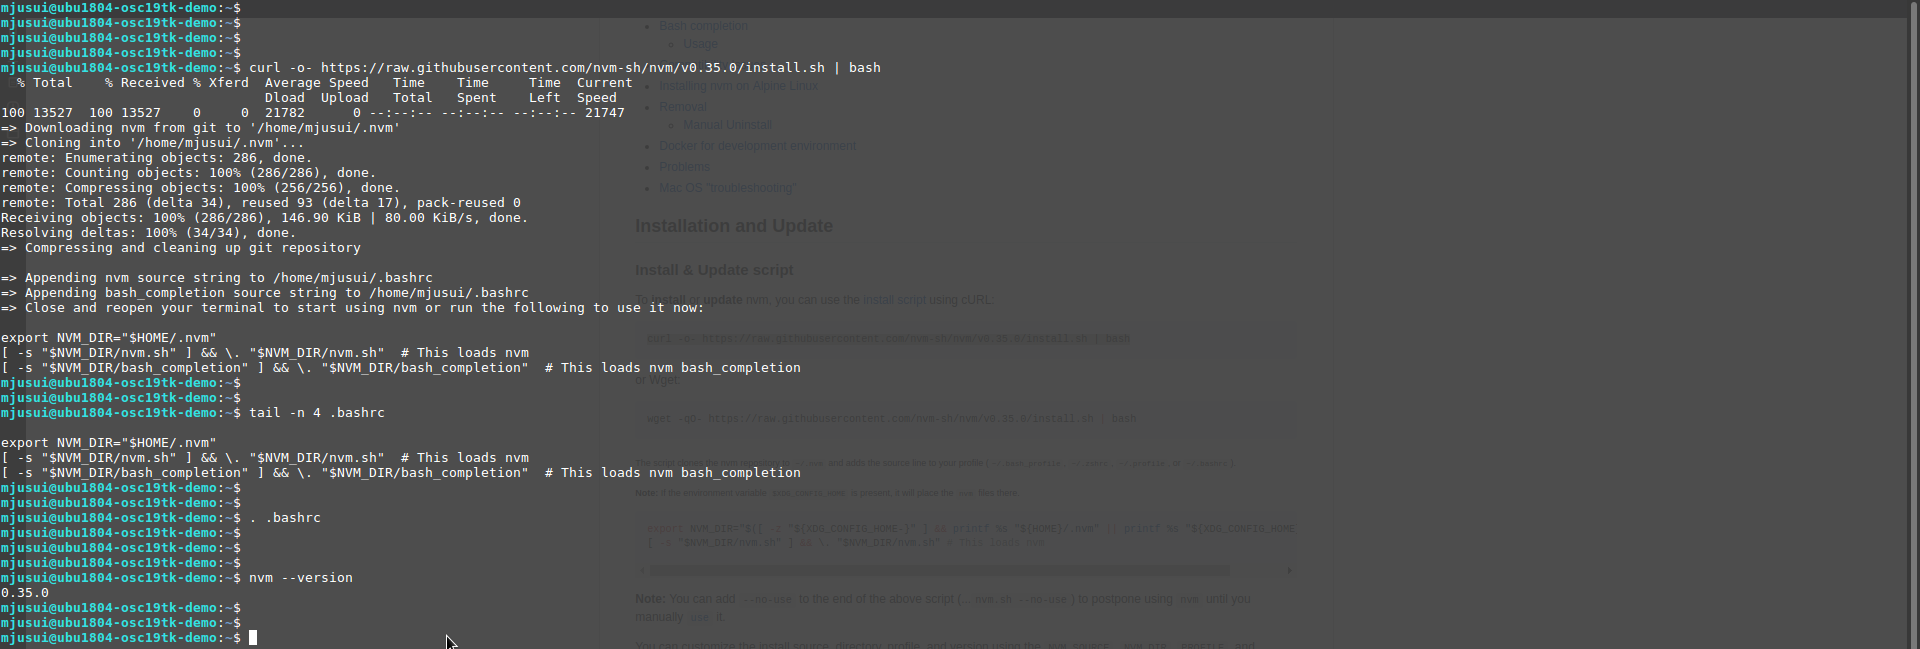 mjusui@ubu1804-osc19tk-demo:~$
mjusui@ubu1804-osc19tk-demo:~$
mjusui@ubu1804-osc19tk-demo:~$
mjusui@ubu1804-osc19tk-demo:~$
mjusui@ubu1804-osc19tk-demo:~$ curl -o- https://raw.githubusercontent.com/nvm-sh/nvm/v0.35.0/install.sh | bash
  % Total    % Received % Xferd  Average Speed   Time    Time     Time  Current
                                 Dload  Upload   Total   Spent    Left  Speed
100 13527  100 13527    0     0  21782      0 --:--:-- --:--:-- --:--:-- 21747
=> Downloading nvm from git to '/home/mjusui/.nvm'
=> Cloning into '/home/mjusui/.nvm'...
remote: Enumerating objects: 286, done.
remote: Counting objects: 100% (286/286), done.
remote: Compressing objects: 100% (256/256), done.
remote: Total 286 (delta 34), reused 93 (delta 17), pack-reused 0
Receiving objects: 100% (286/286), 146.90 KiB | 80.00 KiB/s, done.
Resolving deltas: 100% (34/34), done.
=> Compressing and cleaning up git repository

=> Appending nvm source string to /home/mjusui/.bashrc
=> Appending bash_completion source string to /home/mjusui/.bashrc
=> Close and reopen your terminal to start using nvm or run the following to use it now:

export NVM_DIR="$HOME/.nvm"
[ -s "$NVM_DIR/nvm.sh" ] && \. "$NVM_DIR/nvm.sh"  # This loads nvm
[ -s "$NVM_DIR/bash_completion" ] && \. "$NVM_DIR/bash_completion"  # This loads nvm bash_completion
mjusui@ubu1804-osc19tk-demo:~$
mjusui@ubu1804-osc19tk-demo:~$
mjusui@ubu1804-osc19tk-demo:~$ tail -n 4 .bashrc

export NVM_DIR="$HOME/.nvm"
[ -s "$NVM_DIR/nvm.sh" ] && \. "$NVM_DIR/nvm.sh"  # This loads nvm
[ -s "$NVM_DIR/bash_completion" ] && \. "$NVM_DIR/bash_completion"  # This loads nvm bash_completion
mjusui@ubu1804-osc19tk-demo:~$
mjusui@ubu1804-osc19tk-demo:~$
mjusui@ubu1804-osc19tk-demo:~$ . .bashrc
mjusui@ubu1804-osc19tk-demo:~$
mjusui@ubu1804-osc19tk-demo:~$
mjusui@ubu1804-osc19tk-demo:~$
mjusui@ubu1804-osc19tk-demo:~$ nvm --version
0.35.0
mjusui@ubu1804-osc19tk-demo:~$
mjusui@ubu1804-osc19tk-demo:~$
mjusui@ubu1804-osc19tk-demo:~$
Bash completion
Usage
Installing nvm on Alpine Linux
Removal
Manual Uninstall
Docker for development environment
Problems
Mac OS "troubleshooting"
Installation and Update
Install & Update script
To install or update nvm, you can use the install script using cURL:
curl -o- https://raw.githubusercontent.com/nvm-sh/nvm/v0.35.0/install.sh | bash
or Wget:
wget -qO- https://raw.githubusercontent.com/nvm-sh/nvm/v0.35.0/install.sh | bash
Note: If the environment variable $XDG_CONFIG_HOME is present, it will place the nvm files there.
export NVM_DIR="$([ -z "${XDG_CONFIG_HOME-}" ] && printf %s "${HOME}/.nvm" || printf %s "${XDG_CONFIG_HOME
[ -s "$NVM_DIR/nvm.sh" ] && \. "$NVM_DIR/nvm.sh" # This loads nvm
Note: You can add --no-use to the end of the above script (... nvm.sh --no-use ) to postpone using nvm until you
manually use it.